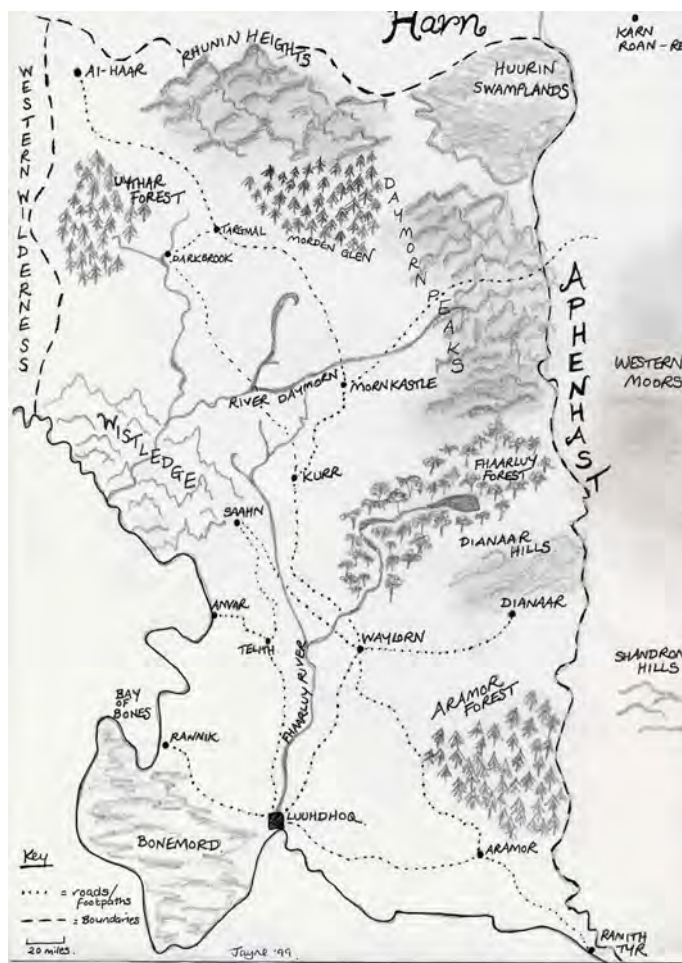 Harn
KARN
ROAN-RE
RHUNIN HEIGHTS
AI-HAAR
HUURIN
SWAMPLANDS
WESTERN WILDERNESS
UYTHAR
FOREST
DAYMORN PEAKS
TARGMAL
MORDEN GLEN
DARKBROOK
APHENHAST
WESTERN
MOORS
RIVER DAYMORN
MORNKASTLE
WISTLEDGE
FHAARLUY
FOREST
KURR
SAAHN
DIANAAR
HILLS
ANVAR
DIANAAR
TELITH
WAYLORN
SHANDRON
HILLS
FHAARLUY RIVER
BAY
OF
BONES
ARAMOR
FOREST
RANNIK
LUUHDHOQ
BONEMORD
ARAMOR
Key
.... = roads/
footpaths
--- = Boundaries
20 miles.
Jayne '99
RANITH
TYR